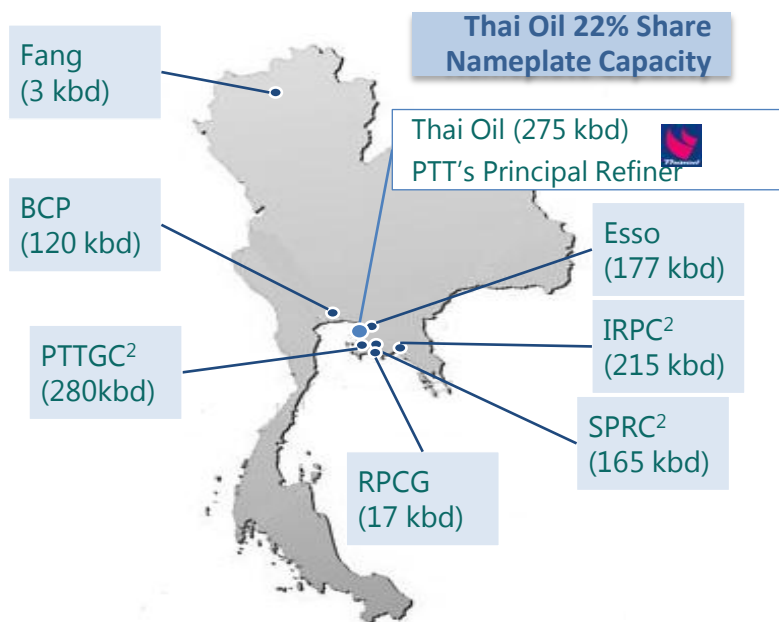 Thai Oil 22% Share
Nameplate Capacity
Fang
(3 kbd)
Thai Oil (275 kbd)
PTT's Principal Refiner
BCP
(120 kbd)
Esso
(177 kbd)
PTTGC²
(280kbd)
IRPC²
(215 kbd)
SPRC²
(165 kbd)
RPCG
(17 kbd)